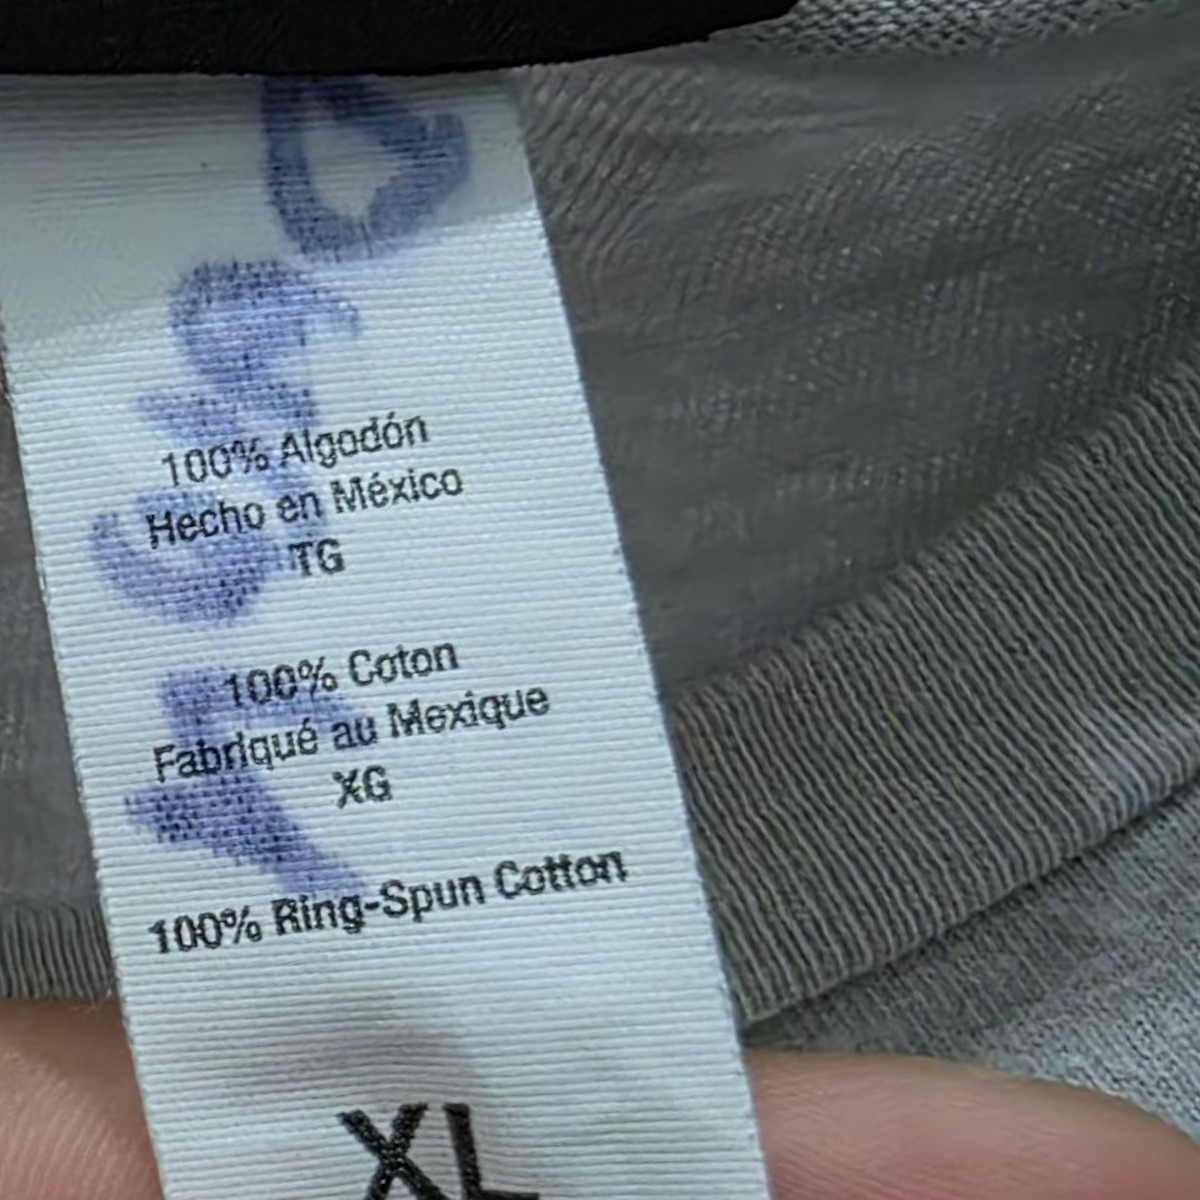 100% Algodón
Hecho en México
TG
100% Coton
Fabriqué au Mexique
XG
100% Ring-Spun Cotton
XL